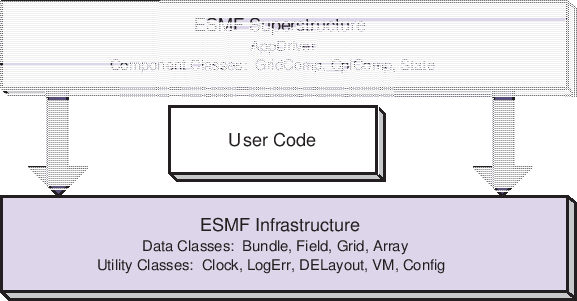 ESMF Superstructure
AppDriver
Component Classes: GridComp, CplComp, State
User Code
ESMF Infrastructure
Data Classes: Bundle, Field, Grid, Array
Utility Classes: Clock, LogErr, DELayout, VM, Config